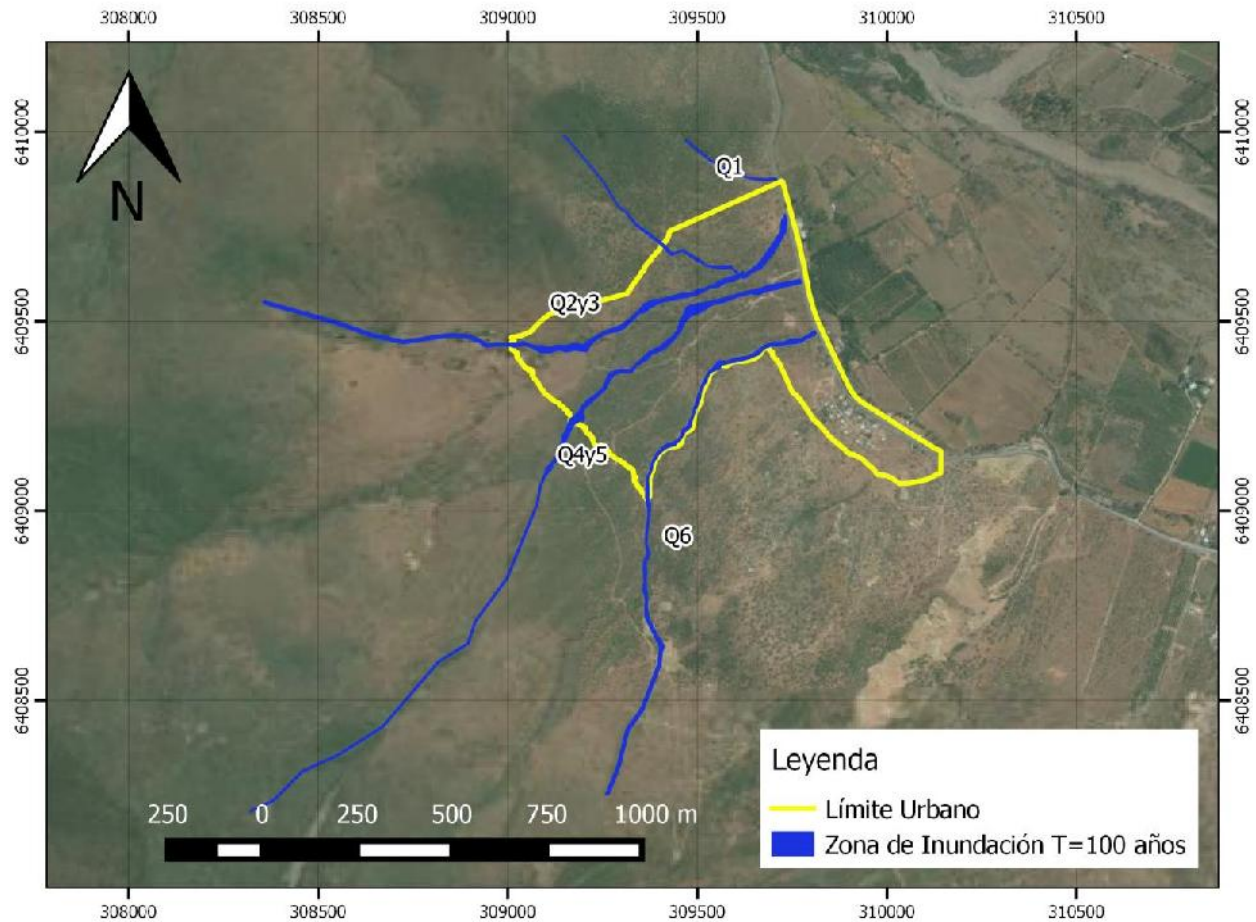 308000 308500 309000 309500 310000 310500
6410000 6410000
Q1
N
Q2y3
6409500 6409500
Q4y5
6409000 6409000
Q6
6408500 6408500
Leyenda
Límite Urbano
Zona de Inundación T=100 años
250 0 250 500 750 1000 m
308000 308500 309000 309500 310000 310500